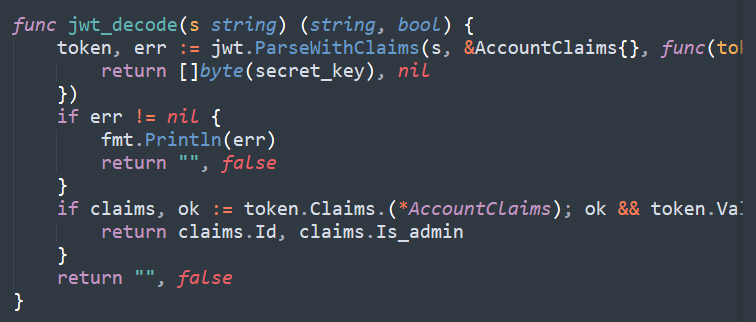 func jwt_decode(s string) (string, bool) {
    token, err := jwt.ParseWithClaims(s, &AccountClaims{}, func(to
        return []byte(secret_key), nil
    })
    if err != nil {
        fmt.Println(err)
        return "", false
    }
    if claims, ok := token.Claims.(*AccountClaims); ok && token.Va
        return claims.Id, claims.Is_admin
    }
    return "", false
}